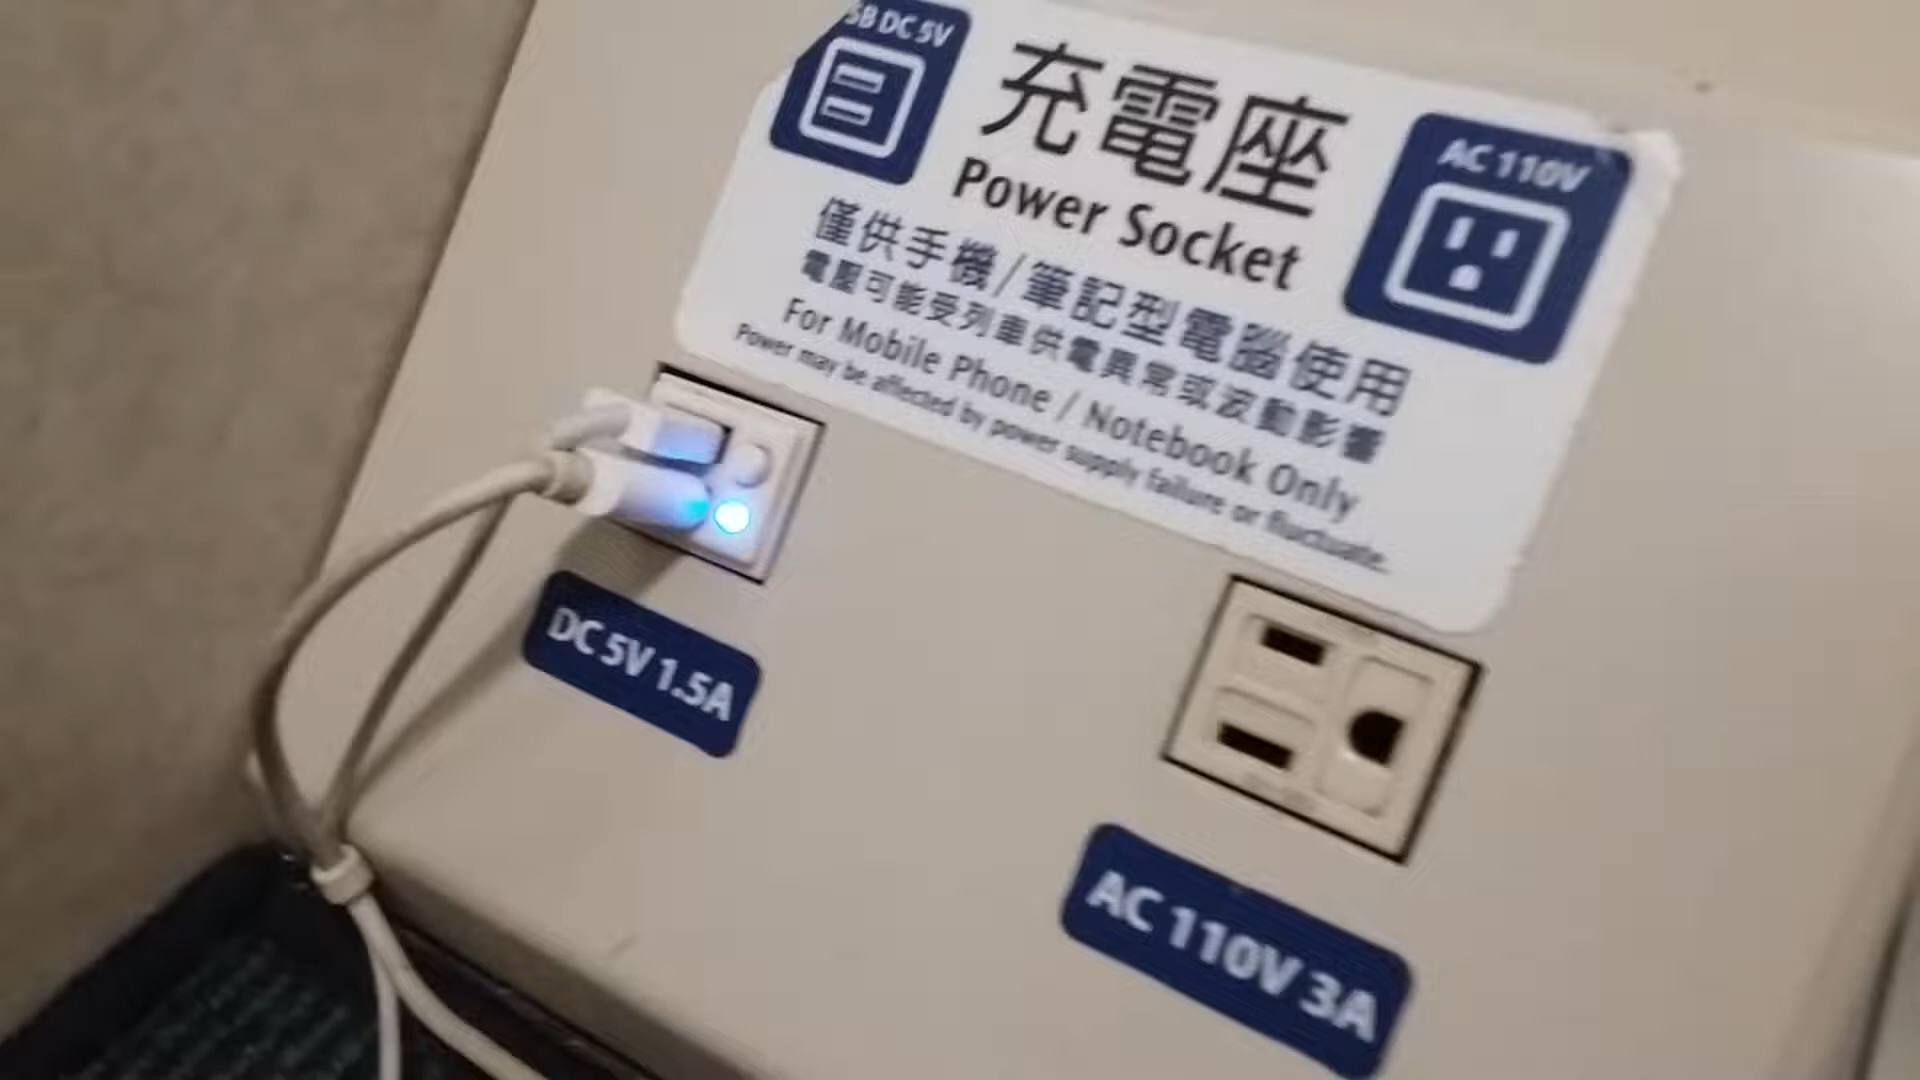 SB DC 5V
充電座
Power Socket
AC 110V
僅供手機/筆記型電腦使用
電壓可能受列車供電異常或波動影響
For Mobile Phone / Notebook Only
Power may be affected by power supply failure or fluctuate.
DC 5V 1.5A
AC 110V 3A